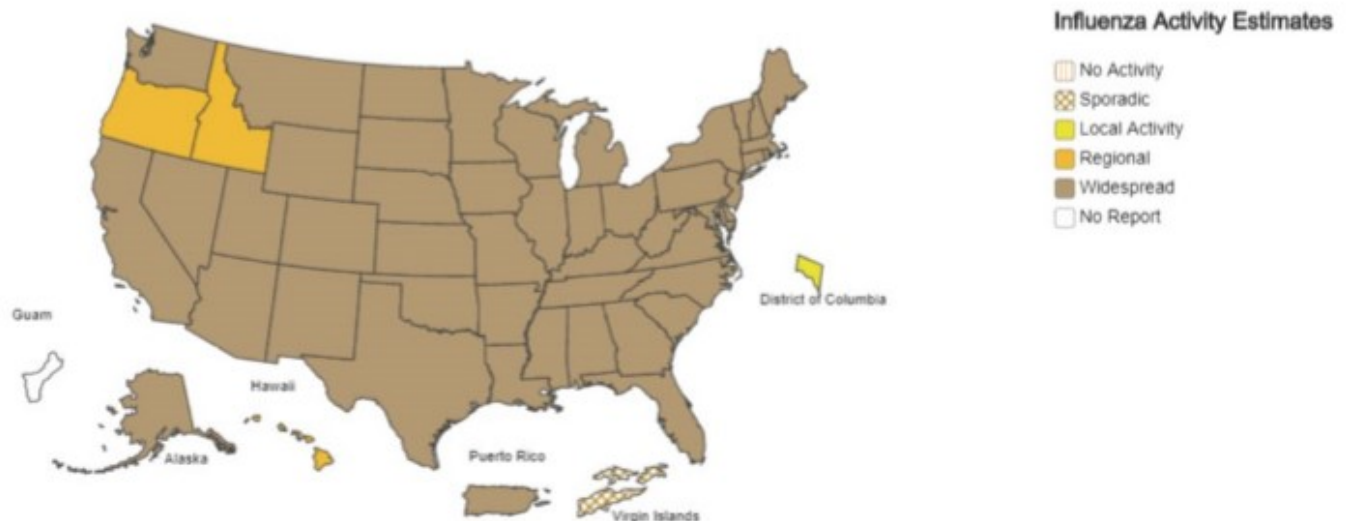 Influenza Activity Estimates
No Activity
Sporadic
Local Activity
Regional
Widespread
No Report
District of Columbia
Guam
Hawaii
Alaska
Puerto Rico
Virgin Islands